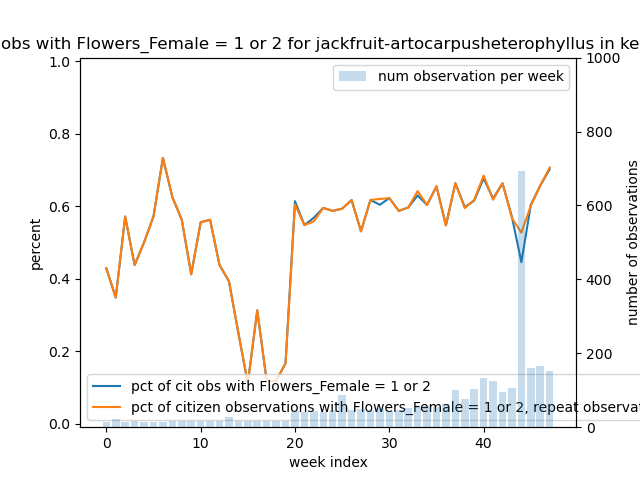 obs with Flowers_Female = 1 or 2 for jackfruit-artocarpusheterophyllus in ke
num observation per week
1.0
0.8
0.6
0.4
0.2
0.0
percent
1000
800
600
400
200
0
number of observations
pct of cit obs with Flowers_Female = 1 or 2
pct of citizen observations with Flowers_Female = 1 or 2, repeat observat
0 10 20 30 40
week index